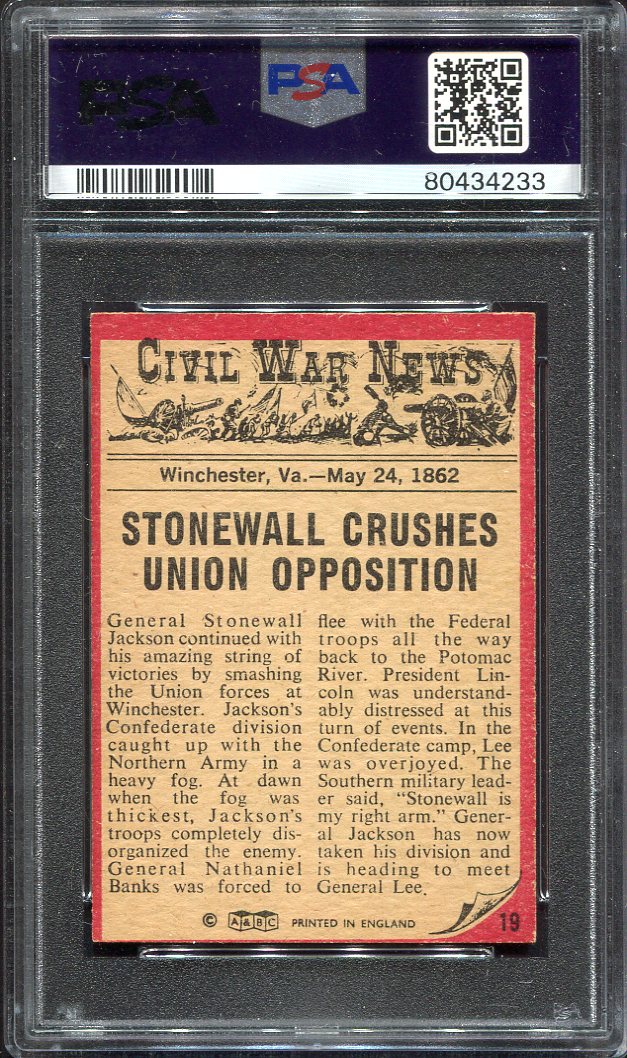 PSA
PSA
80434233
CIVIL WAR NEWS
Winchester, Va.—May 24, 1862
STONEWALL CRUSHES
UNION OPPOSITION
General Stonewall
Jackson continued with
his amazing string of
victories by smashing
the Union forces at
Winchester. Jackson's
Confederate division
caught up with the
Northern Army in a
heavy fog. At dawn
when the fog was
thickest, Jackson's
troops completely dis-
organized the enemy.
General Nathaniel
Banks was forced to
flee with the Federal
troops all the way
back to the Potomac
River. President Lin-
coln was understand-
ably distressed at this
turn of events. In the
Confederate camp, Lee
was overjoyed. The
Southern military lead-
er said, “Stonewall is
my right arm.” Gener-
al Jackson has now
taken his division and
is heading to meet
General Lee.
© A&BC PRINTED IN ENGLAND
19